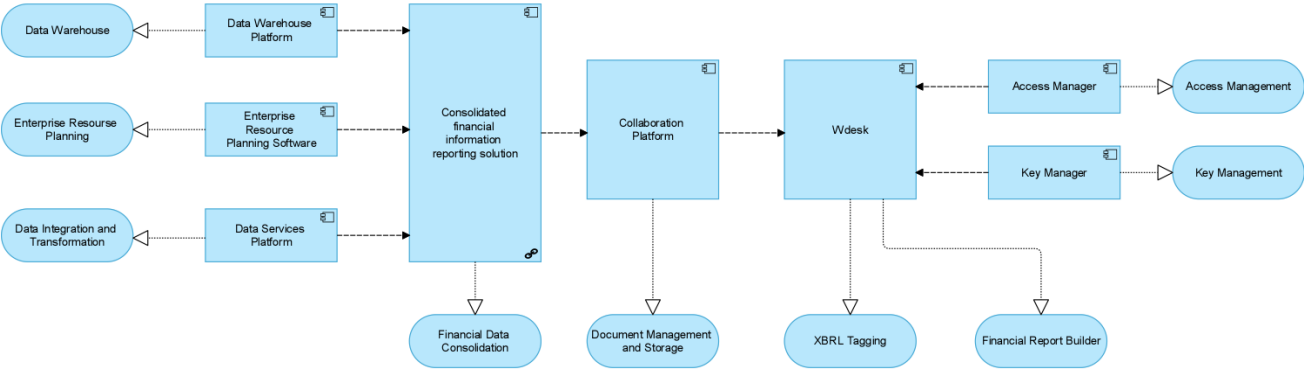 Data Warehouse
Data Warehouse
Platform
Enterprise Resourse
Planning
Enterprise
Resource
Planning Software
Data Integration and
Transformation
Data Services
Platform
Consolidated
financial
information
reporting solution
Collaboration
Platform
Wdesk
Access Manager
Access Management
Key Manager
Key Management
Financial Data
Consolidation
Document Management
and Storage
XBRL Tagging
Financial Report Builder